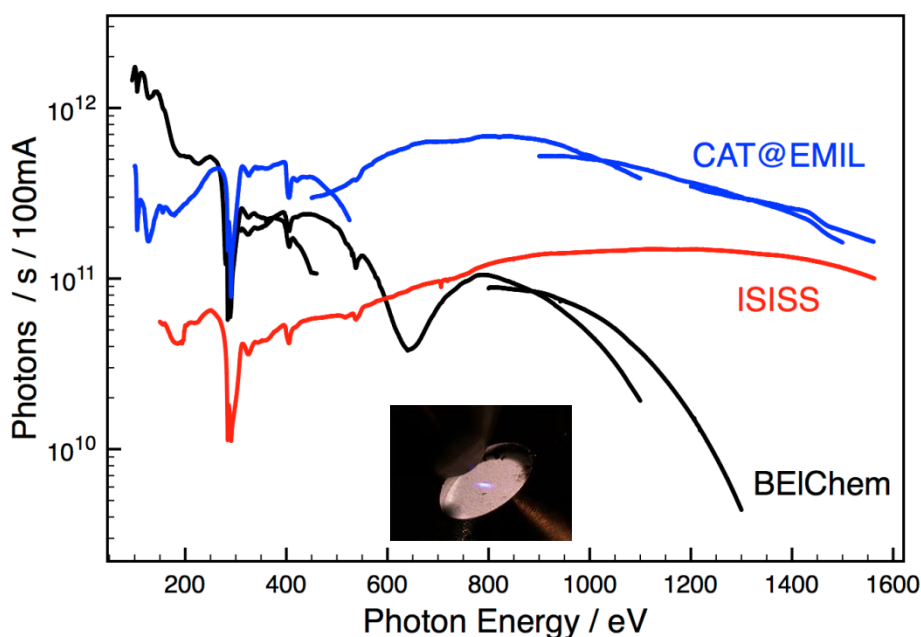 Photons / s / 100mA
10¹²
10¹¹
10¹⁰
CAT@EMIL
ISISS
BElChem
200 400 600 800 1000 1200 1400 1600
Photon Energy / eV